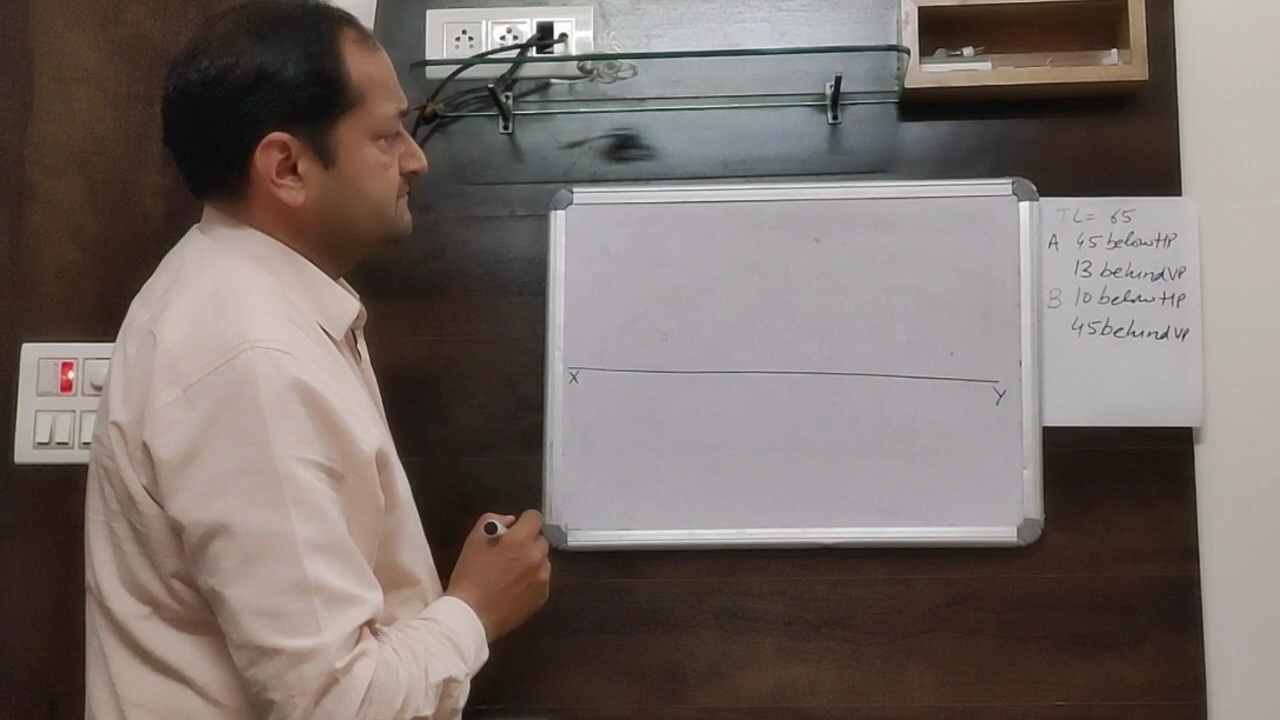 X
Y
TL = 65
A 45 below HP
13 behind VP
B 10 below HP
45 behind VP